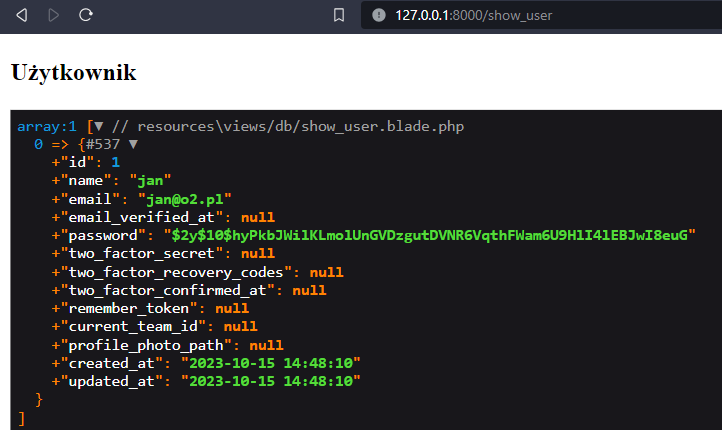 127.0.0.1:8000/show_user
Użytkownik
array:1 [▼ // resources\views/db/show_user.blade.php
  0 => {#537 ▼
    +"id": 1
    +"name": "jan"
    +"email": "jan@o2.pl"
    +"email_verified_at": null
    +"password": "$2y$10$hyPkbJWilKLmolUnGVDzgutDVNR6VqthFWam6U9HlI4lEBJwI8euG"
    +"two_factor_secret": null
    +"two_factor_recovery_codes": null
    +"two_factor_confirmed_at": null
    +"remember_token": null
    +"current_team_id": null
    +"profile_photo_path": null
    +"created_at": "2023-10-15 14:48:10"
    +"updated_at": "2023-10-15 14:48:10"
  }
]